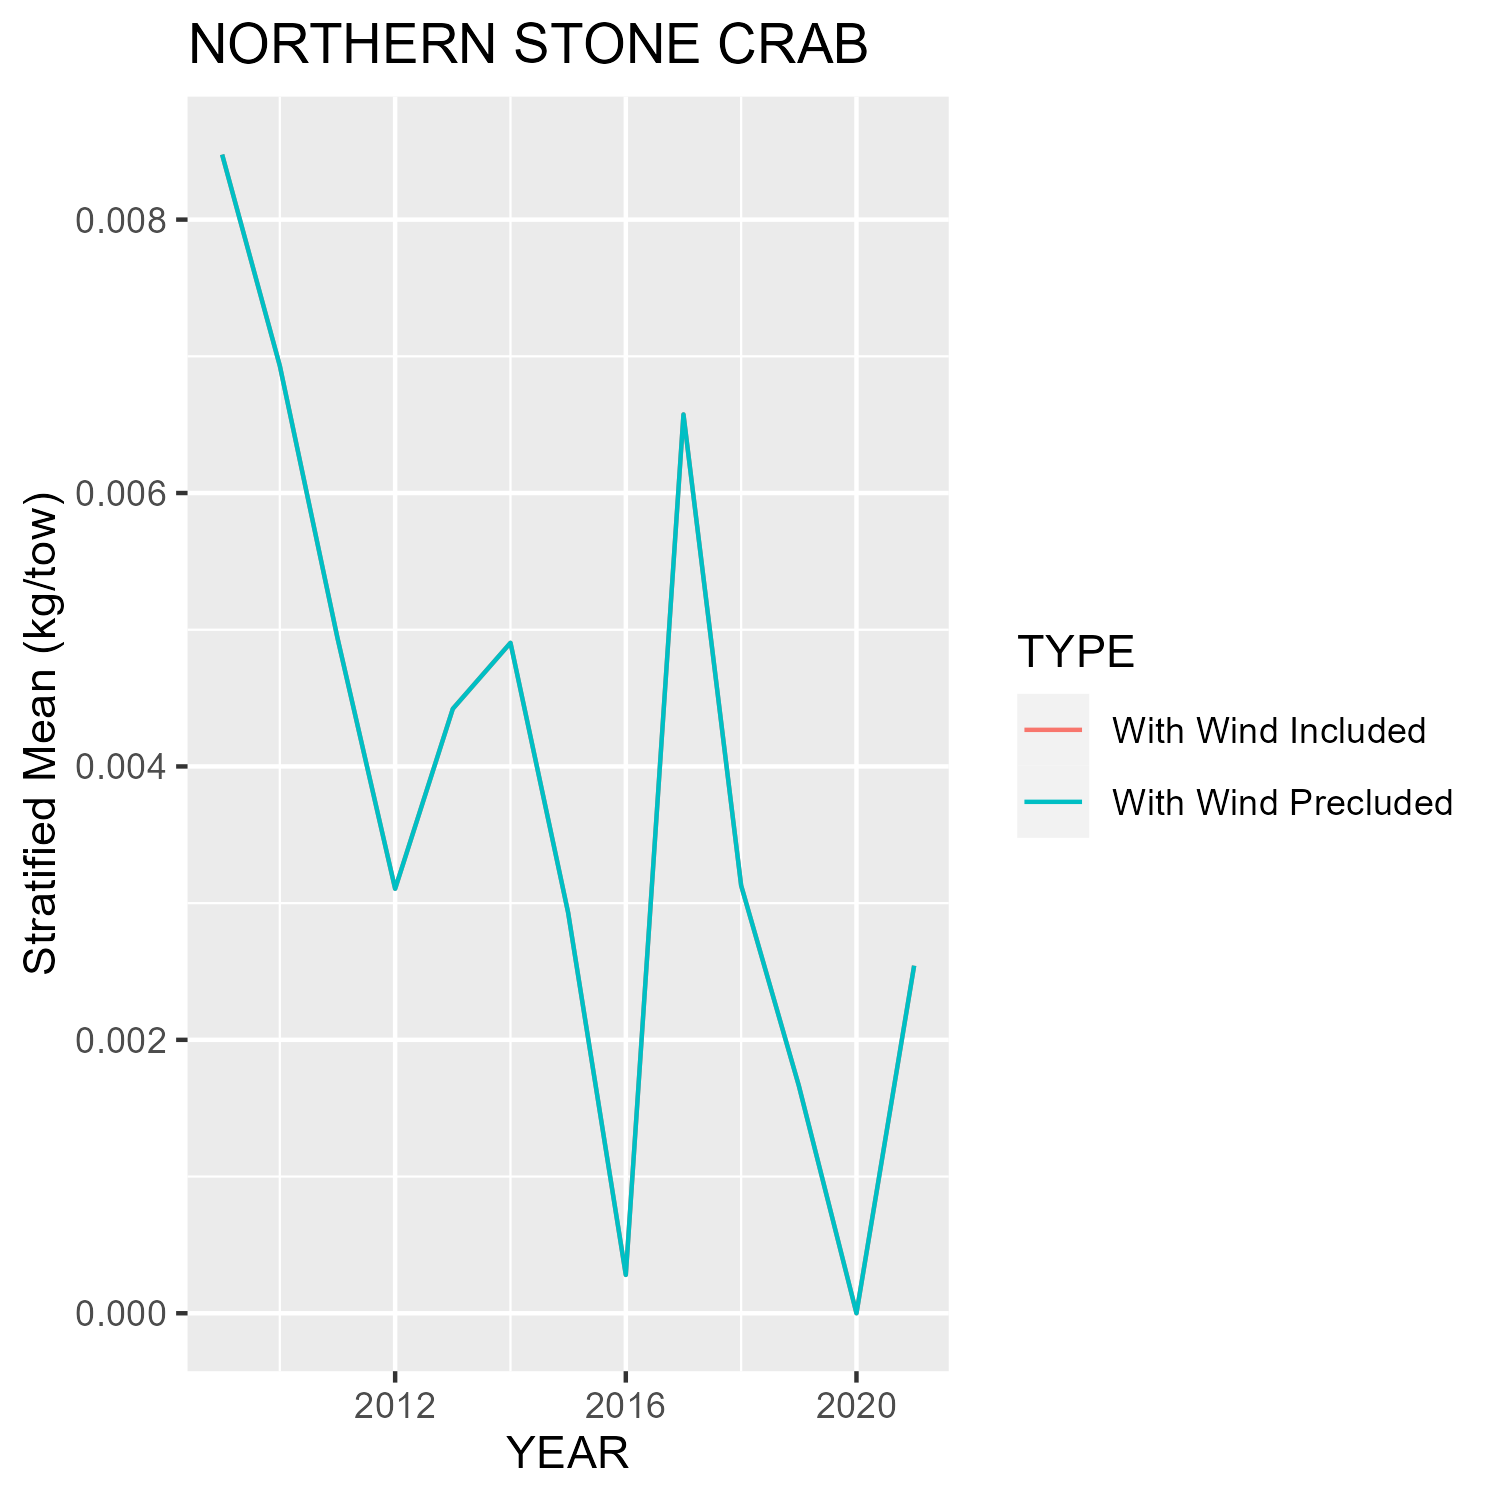 NORTHERN STONE CRAB
Stratified Mean (kg/tow)
0.008
0.006
0.004
0.002
0.000
2012 2016 2020
YEAR
TYPE
With Wind Included
With Wind Precluded